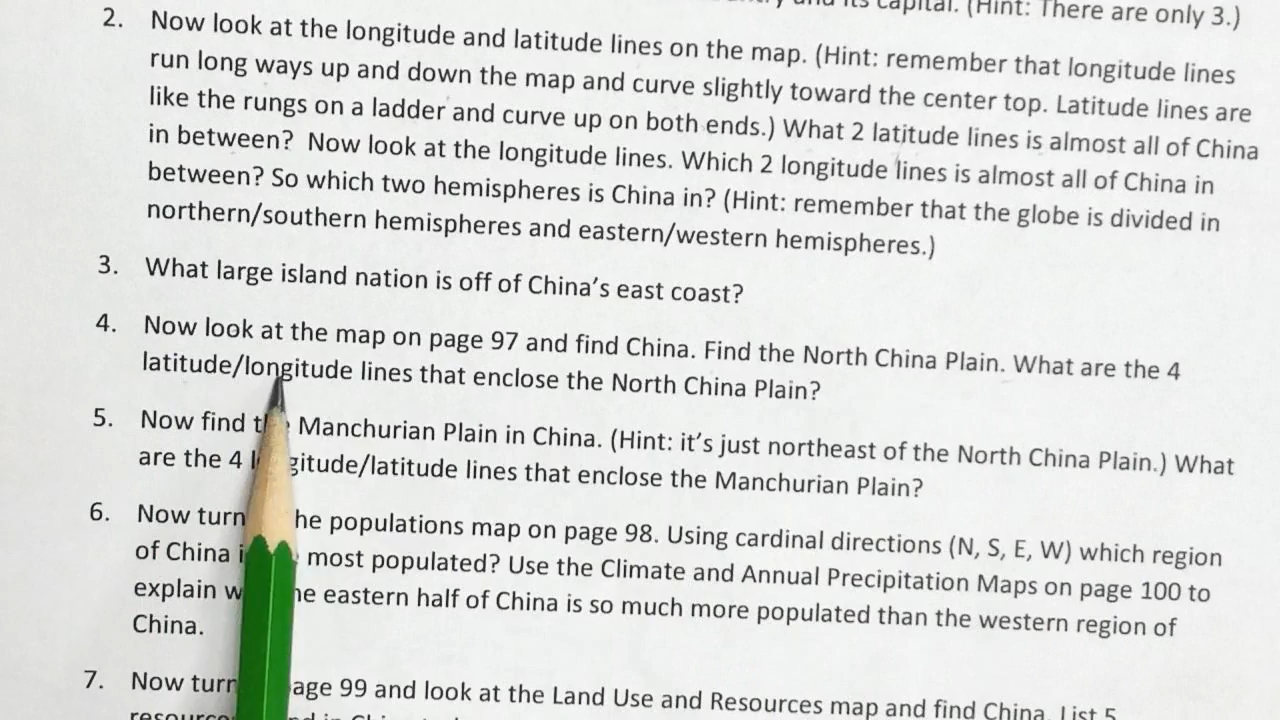 its capital. (Hint: There are only 3.)
2. Now look at the longitude and latitude lines on the map. (Hint: remember that longitude lines
run long ways up and down the map and curve slightly toward the center top. Latitude lines are
like the rungs on a ladder and curve up on both ends.) What 2 latitude lines is almost all of China
in between? Now look at the longitude lines. Which 2 longitude lines is almost all of China in
between? So which two hemispheres is China in? (Hint: remember that the globe is divided in
northern/southern hemispheres and eastern/western hemispheres.)
3. What large island nation is off of China's east coast?
4. Now look at the map on page 97 and find China. Find the North China Plain. What are the 4
latitude/longitude lines that enclose the North China Plain?
5. Now find Manchurian Plain in China. (Hint: it's just northeast of the North China Plain.) What
are the 4 lines that enclose the Manchurian Plain?
6. Now turn populations map on page 98. Using cardinal directions (N, S, E, W) which region
of China most populated? Use the Climate and Annual Precipitation Maps on page 100 to
explain eastern half of China is so much more populated than the western region of
China.
7. Now 99 and look at the Land Use and Resources map and find China. List 5